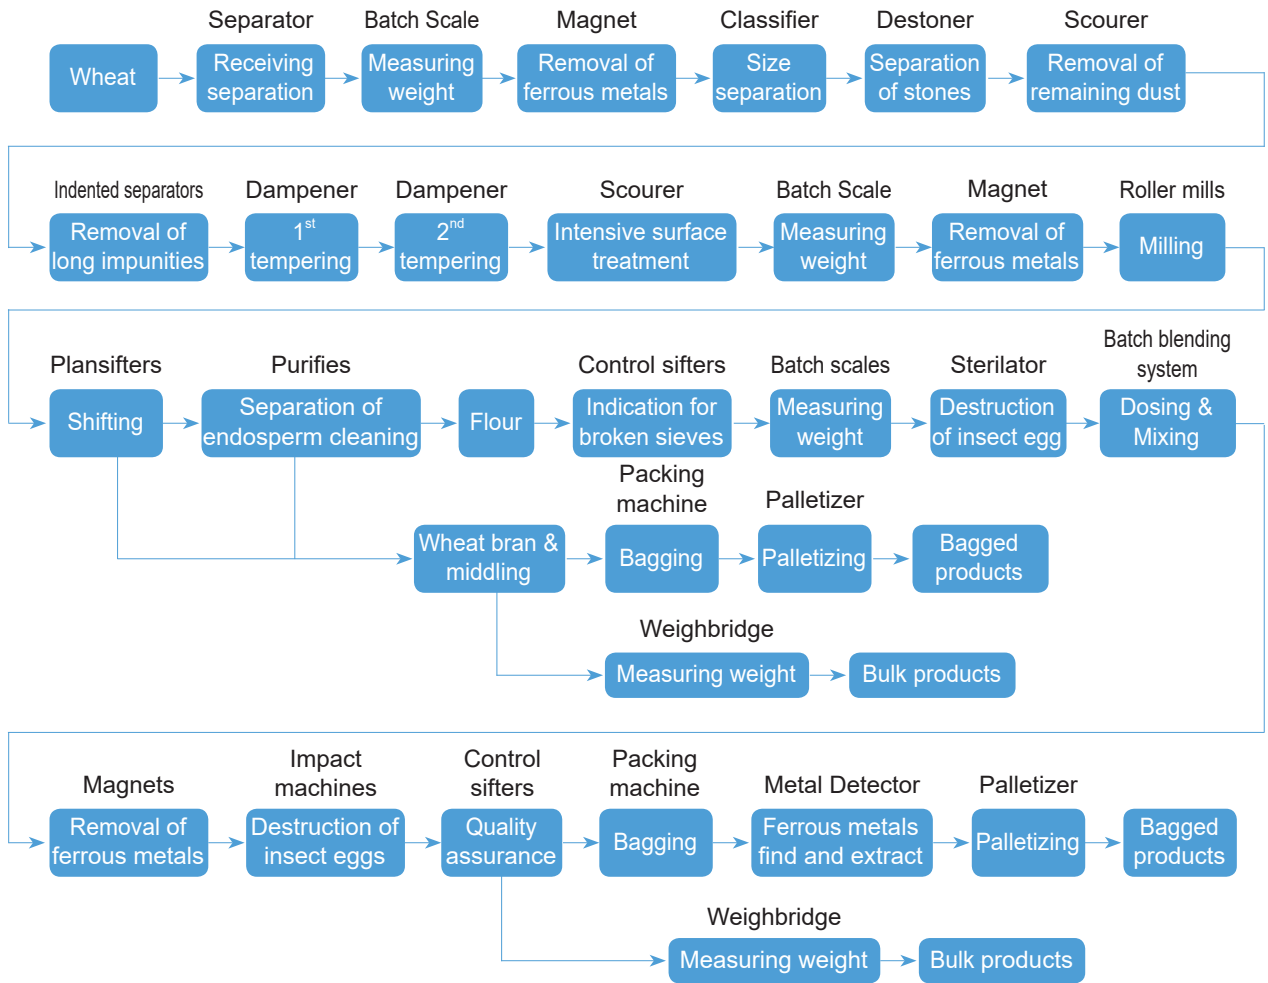 Separator
Batch Scale
Magnet
Classifier
Destoner
Scourer
Wheat
Receiving
separation
Measuring
weight
Removal of
ferrous metals
Size
separation
Separation
of stones
Removal of
remaining dust
Indented separators
Dampener
Dampener
Scourer
Batch Scale
Magnet
Roller mills
Removal of
long impunities
1st
tempering
2nd
tempering
Intensive surface
treatment
Measuring
weight
Removal of
ferrous metals
Milling
Plansifters
Purifies
Control sifters
Batch scales
Sterilator
Batch blending
system
Shifting
Separation of
endosperm cleaning
Flour
Indication for
broken sieves
Measuring
weight
Destruction
of insect egg
Dosing &
Mixing
Packing
machine
Palletizer
Wheat bran &
middling
Bagging
Palletizing
Bagged
products
Weighbridge
Measuring weight
Bulk products
Magnets
Impact
machines
Control
sifters
Packing
machine
Metal Detector
Palletizer
Removal of
ferrous metals
Destruction of
insect eggs
Quality
assurance
Bagging
Ferrous metals
find and extract
Palletizing
Bagged
products
Weighbridge
Measuring weight
Bulk products